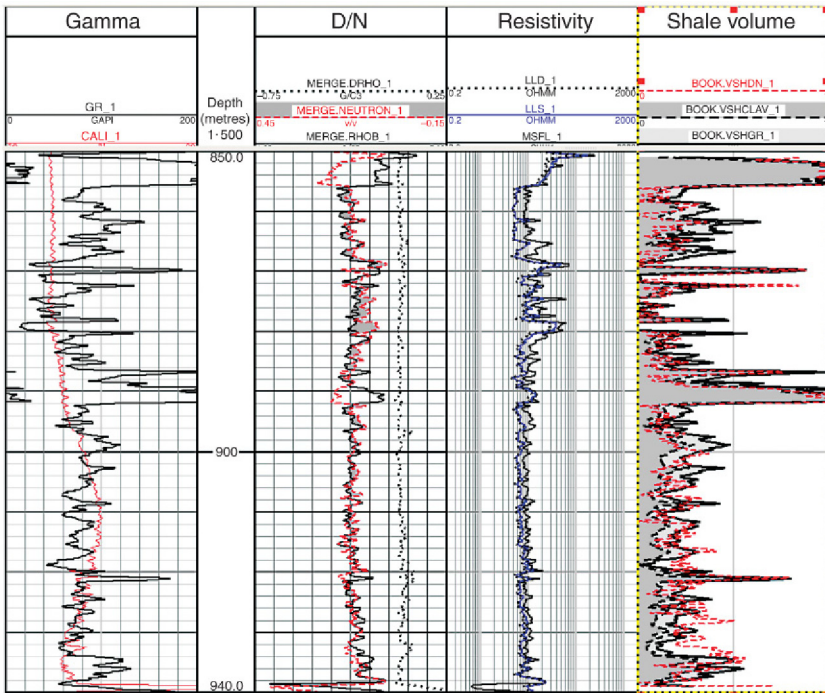 Gamma
D/N
Resistivity
Shale volume
MERGE.DRHO_1
-0.75 G/C3 0.25
LLD_1
0.2 OHMM 2000
BOOK.VSHDN_1
0
GR_1
0 GAPI 200
CALI_1
Depth
(metres)
1:500
MERGE.NEUTRON_1
0.45 v/v -0.15
MERGE.RHOB_1
LLS_1
0.2 OHMM 2000
MSFL_1
BOOK.VSHCLAV_1
0
BOOK.VSHGR_1
850.0
900
940.0